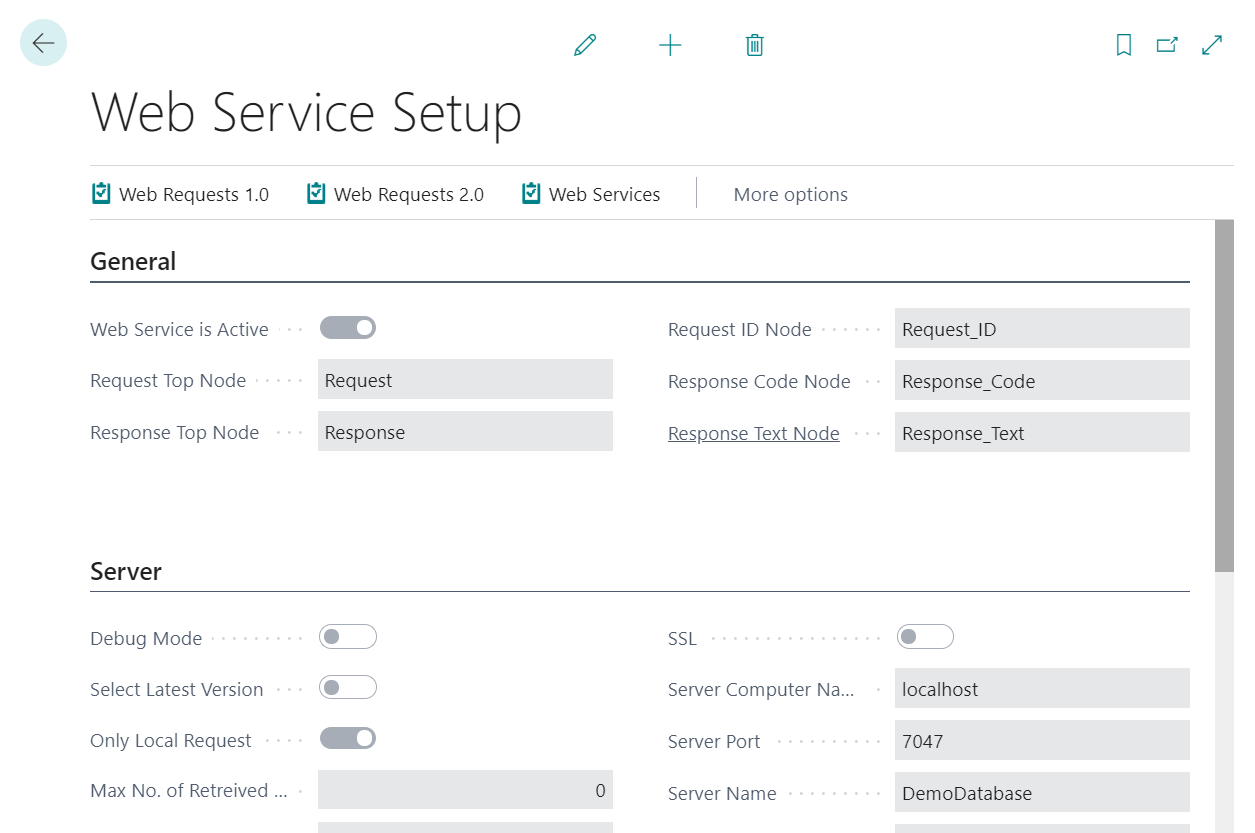 Web Service Setup
Web Requests 1.0 Web Requests 2.0 Web Services More options
General
Web Service is Active
Request Top Node Request
Response Top Node Response
Request ID Node Request_ID
Response Code Node Response_Code
Response Text Node Response_Text
Server
Debug Mode
Select Latest Version
Only Local Request
Max No. of Retreived ... 0
SSL
Server Computer Na... localhost
Server Port 7047
Server Name DemoDatabase